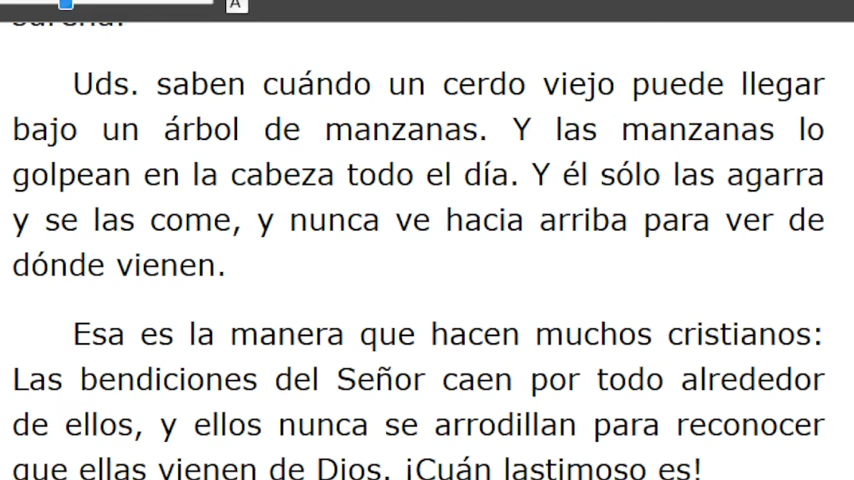 A
Uds. saben cuándo un cerdo viejo puede llegar
bajo un árbol de manzanas. Y las manzanas lo
golpean en la cabeza todo el día. Y él sólo las agarra
y se las come, y nunca ve hacia arriba para ver de
dónde vienen.
Esa es la manera que hacen muchos cristianos:
Las bendiciones del Señor caen por todo alrededor
de ellos, y ellos nunca se arrodillan para reconocer
que ellas vienen de Dios. ¡Cuán lastimoso es!